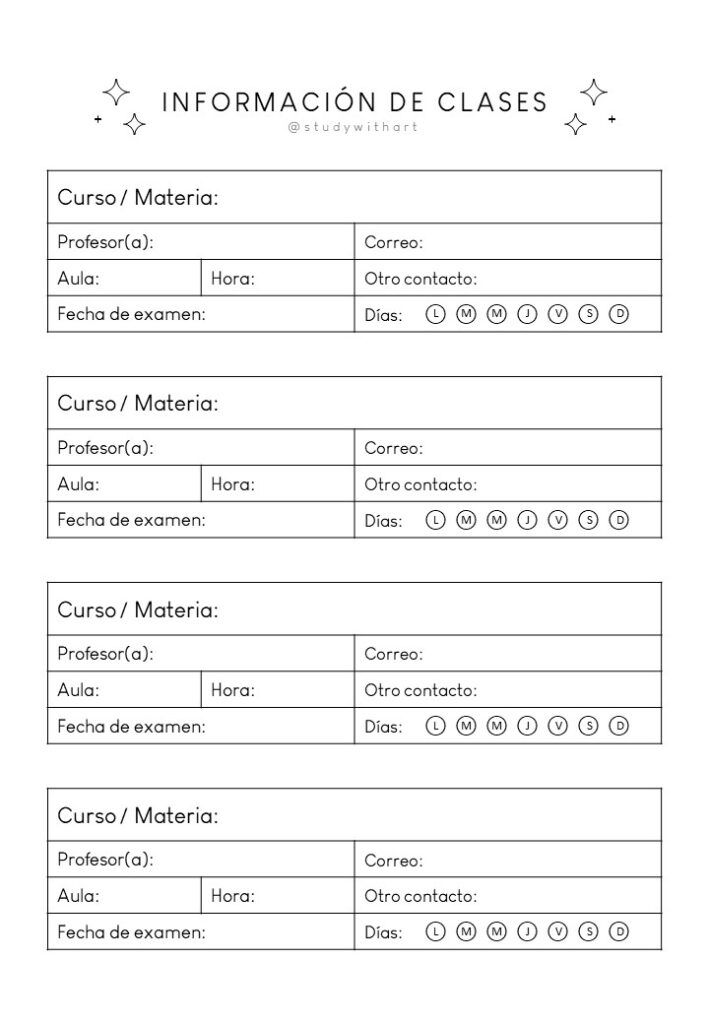 INFORMACIÓN DE CLASES
@studywithart
Curso / Materia:
Profesor(a): Correo:
Aula: Hora: Otro contacto:
Fecha de examen: Días: L M M J V S D
Curso / Materia:
Profesor(a): Correo:
Aula: Hora: Otro contacto:
Fecha de examen: Días: L M M J V S D
Curso / Materia:
Profesor(a): Correo:
Aula: Hora: Otro contacto:
Fecha de examen: Días: L M M J V S D
Curso / Materia:
Profesor(a): Correo:
Aula: Hora: Otro contacto:
Fecha de examen: Días: L M M J V S D